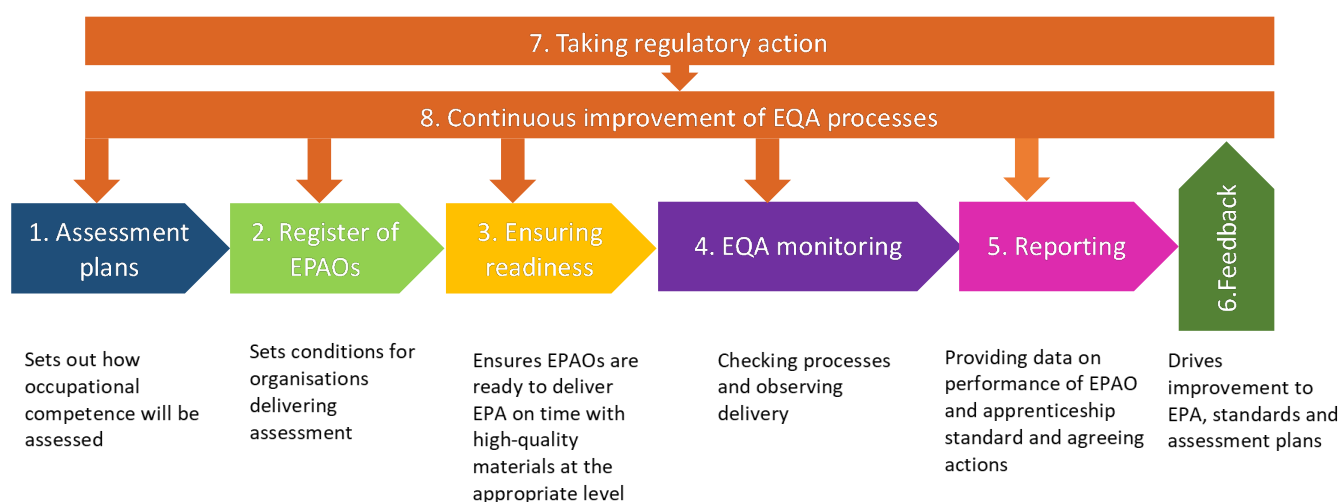 7. Taking regulatory action
8. Continuous improvement of EQA processes
1. Assessment
plans
2. Register of
EPAOs
3. Ensuring
readiness
4. EQA monitoring
5. Reporting
6.Feedback
Sets out how
occupational
competence will be
assessed
Sets conditions for
organisations
delivering
assessment
Ensures EPAOs are
ready to deliver
EPA on time with
high-quality
materials at the
appropriate level
Checking processes
and observing
delivery
Providing data on
performance of EPAO
and apprenticeship
standard and agreeing
actions
Drives
improvement to
EPA, standards and
assessment plans